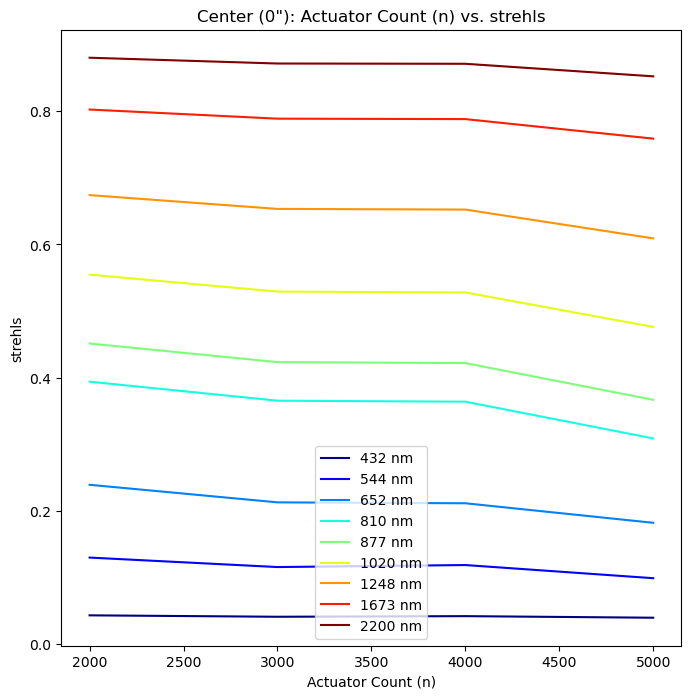 Center (0"): Actuator Count (n) vs. strehls
strehls
0.8
0.6
0.4
0.2
0.0
432 nm
544 nm
652 nm
810 nm
877 nm
1020 nm
1248 nm
1673 nm
2200 nm
2000 2500 3000 3500 4000 4500 5000
Actuator Count (n)